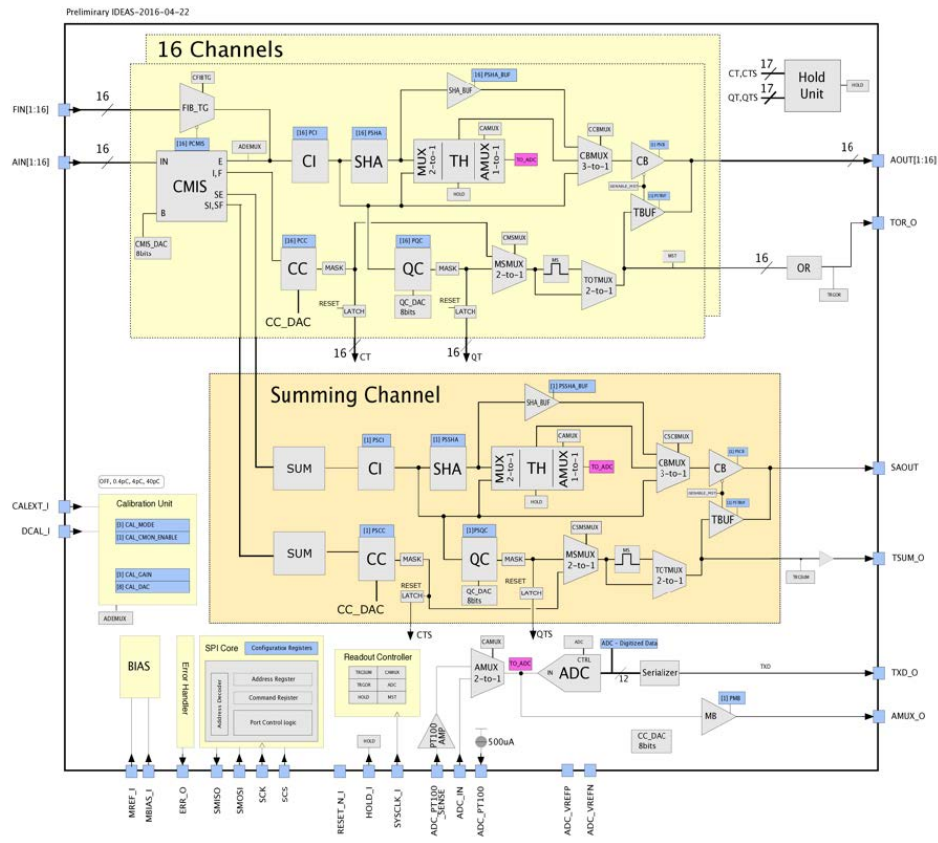 Preliminary IDEAS-2016-04-22
16 Channels
FIN[1:16]
16
CFIBTG
FIB_TG
[16] PCMIS
ADEMUX
AIN[1:16]
16
IN
E
I,F
SE
SI,SF
B
CMIS
CMIS_DAC
8bits
[16] PCI
CI
[16] PSHA
SHA
[16] PSHA_BUF
SHA_BUF
MUX
2-to-1
TH
AMUX
1-to-1
CAMUX
HOLD
TO_ADC
CCBMUX
CBMUX
3-to-1
CB
TBUF
16
AOUT[1:16]
CT,CTS
17
QT,QTS
17
Hold
Unit
HOLD
[16] PCC
CC
CC_DAC
MASK
RESET
LATCH
16
CT
[16] PQC
QC
QC_DAC
8bits
MASK
RESET
LATCH
16
QT
CMSMUX
MSMUX
2-to-1
MS
TOTMUX
2-to-1
MST
16
OR
TRGOR
TOR_O
Summing Channel
SUM
[1] PSCI
CI
[1] PSSHA
SHA
[1] PSSHA_BUF
SHA_BUF
MUX
2-to-1
TH
AMUX
1-to-1
CAMUX
HOLD
TO_ADC
CSCBMUX
CBMUX
3-to-1
CB
TBUF
SAOUT
SUM
[1] PSCC
CC
CC_DAC
MASK
RESET
LATCH
CTS
[1]PSQC
QC
QC_DAC
8bits
MASK
RESET
LATCH
QTS
CSMSMUX
MSMUX
2-to-1
MS
TCTMUX
2-to-1
TRCSUM
TSUM_O
OFF, 0.4pC, 4pC, 40pC
CALEXT_I
DCAL_I
Calibration Unit
[3] CAL_MODE
[1] CAL_CMON_ENABLE
[3] CAL_GAIN
[8] CAL_DAC
ADEMUX
BIAS
Error Handler
SPI Core
Configuration Registers
Address Decoder
Address Register
Command Register
Port Control logic
Readout Controller
TRCSUM
CAMUX
TRGOR
ADC
HOLD
MST
HOLD
PT100
AMP
CAMUX
AMUX
2-to-1
TO_ADC
500uA
ADC
CTRL
IN
ADC
ADC - Digitized Data
12
Serializer
TXD
TXD_O
[1] PMB
MB
AMUX_O
CC_DAC
8bits
MREF_I
MBIAS_I
ERR_O
SMISO
SMOSI
SCK
SCS
RESET_N_I
HOLD_I
SYSCLK_I
ADC_PT100
_SENSE
ADC_IN
ADC_PT100
ADC_VREFP
ADC_VREFN